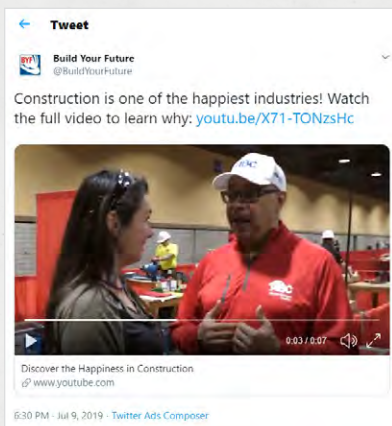 Tweet
BYF
Build Your Future
@BuildYourFuture
Construction is one of the happiest industries! Watch
the full video to learn why: youtu.be/X71-TONzsHc
ABC
0:03 / 0:07
Discover the Happiness in Construction
www.youtube.com
6:30 PM · Jul 9, 2019 · Twitter Ads Composer